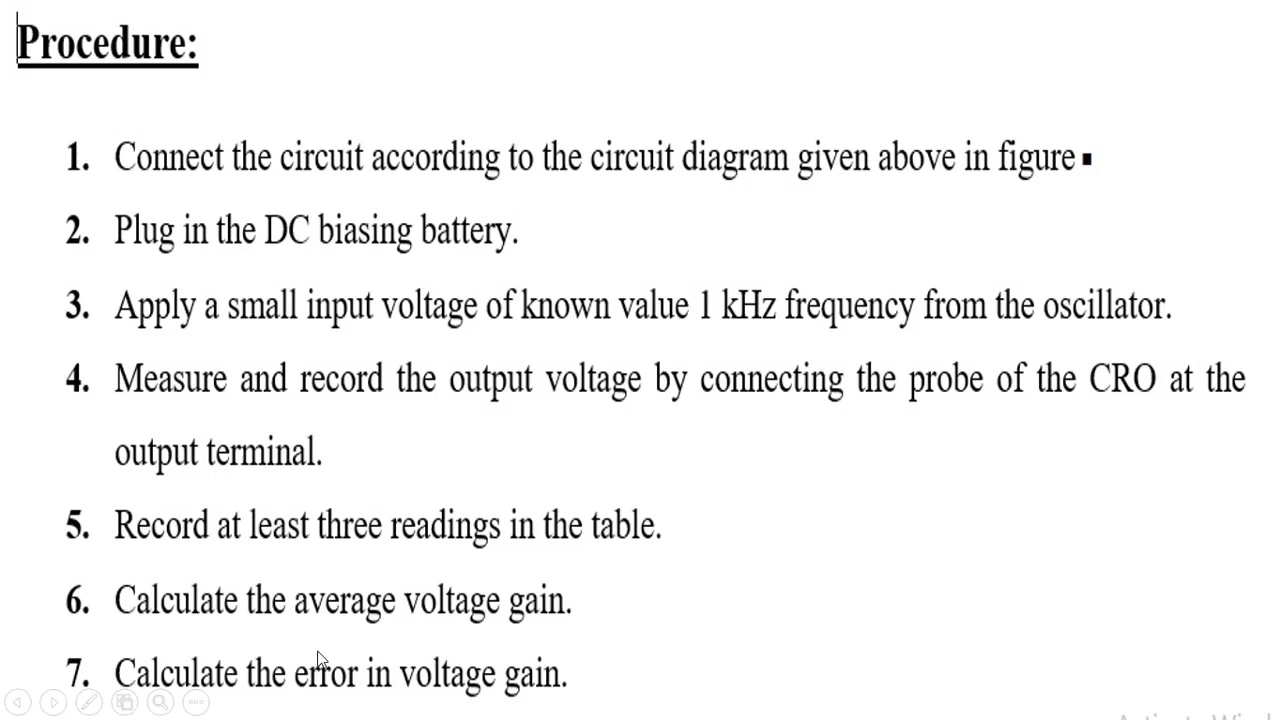 Procedure:
1. Connect the circuit according to the circuit diagram given above in figure
2. Plug in the DC biasing battery.
3. Apply a small input voltage of known value 1 kHz frequency from the oscillator.
4. Measure and record the output voltage by connecting the probe of the CRO at the
output terminal.
5. Record at least three readings in the table.
6. Calculate the average voltage gain.
7. Calculate the error in voltage gain.